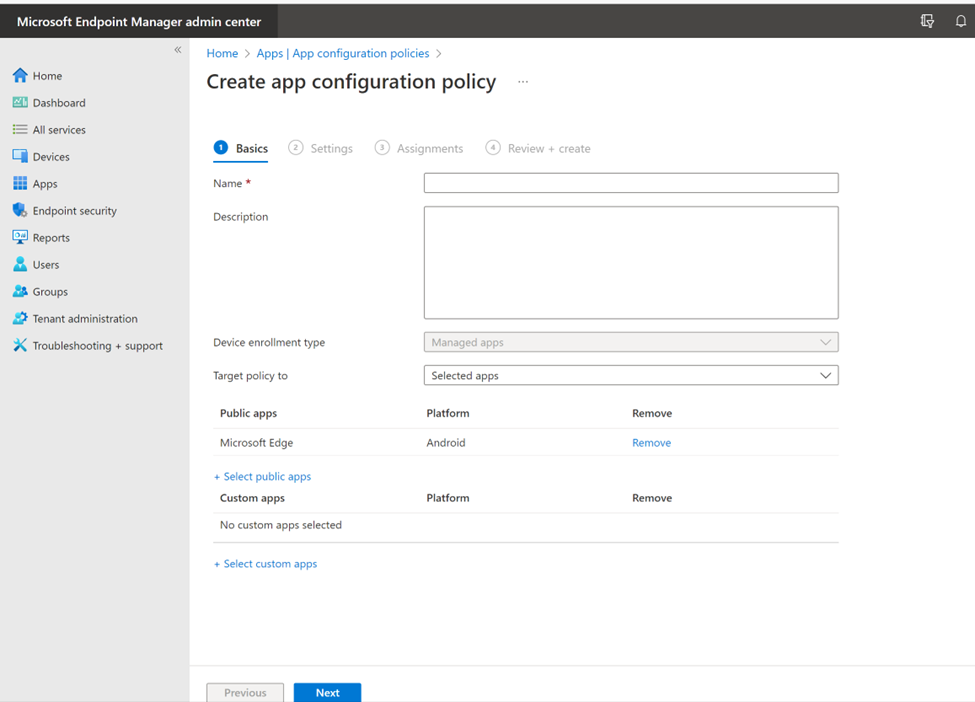 Microsoft Endpoint Manager admin center
«
Home
Dashboard
All services
Devices
Apps
Endpoint security
Reports
Users
Groups
Tenant administration
Troubleshooting + support
Home > Apps | App configuration policies >
Create app configuration policy ...
1 Basics 2 Settings 3 Assignments 4 Review + create
Name *
Description
Device enrollment type Managed apps
Target policy to Selected apps
Public apps Platform Remove
Microsoft Edge Android Remove
+ Select public apps
Custom apps Platform Remove
No custom apps selected
+ Select custom apps
Previous Next